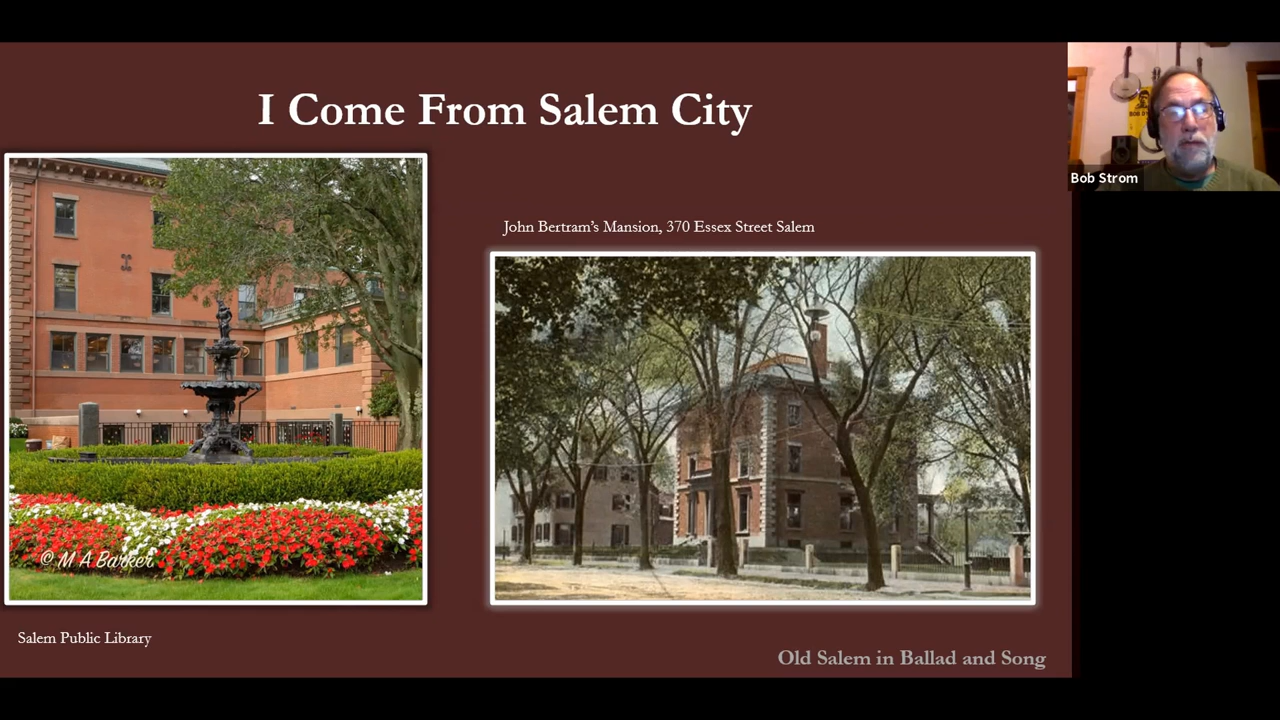 I Come From Salem City
BOB D
Bob Strom
John Bertram's Mansion, 370 Essex Street Salem
© M A Barker
Salem Public Library
Old Salem in Ballad and Song